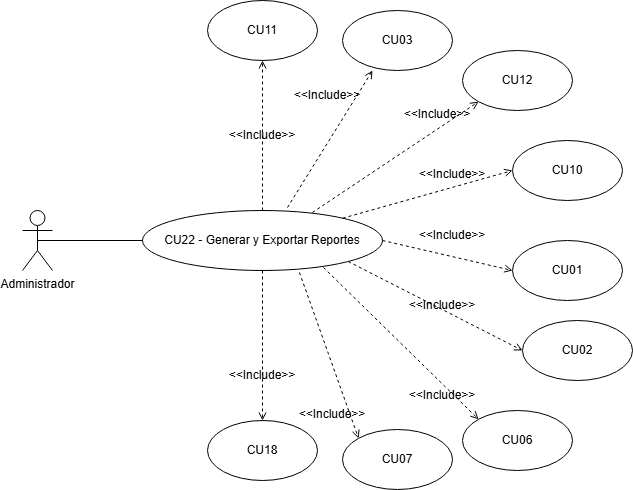 CU11
CU03
<<Include>>
CU12
<<Include>>
<<Include>>
CU10
<<Include>>
CU22 - Generar y Exportar Reportes
<<Include>>
CU01
Administrador
<<Include>>
CU02
<<Include>>
<<Include>>
<<Include>>
CU06
CU18
CU07